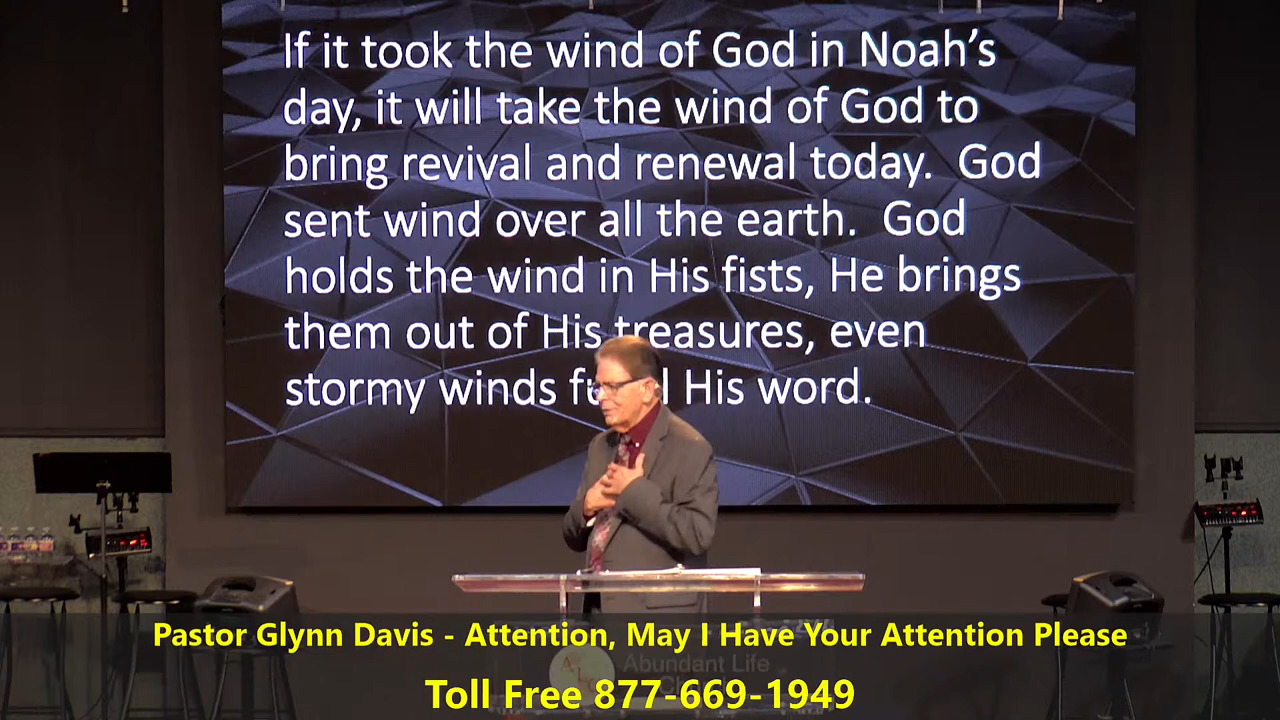 If it took the wind of God in Noah's
day, it will take the wind of God to
bring revival and renewal today.  God
sent wind over all the earth.  God
holds the wind in His fists, He brings
them out of His treasures, even
stormy winds His word.
Pastor Glynn Davis - Attention, May I Have Your Attention Please
Abundant Life
Toll Free 877-669-1949